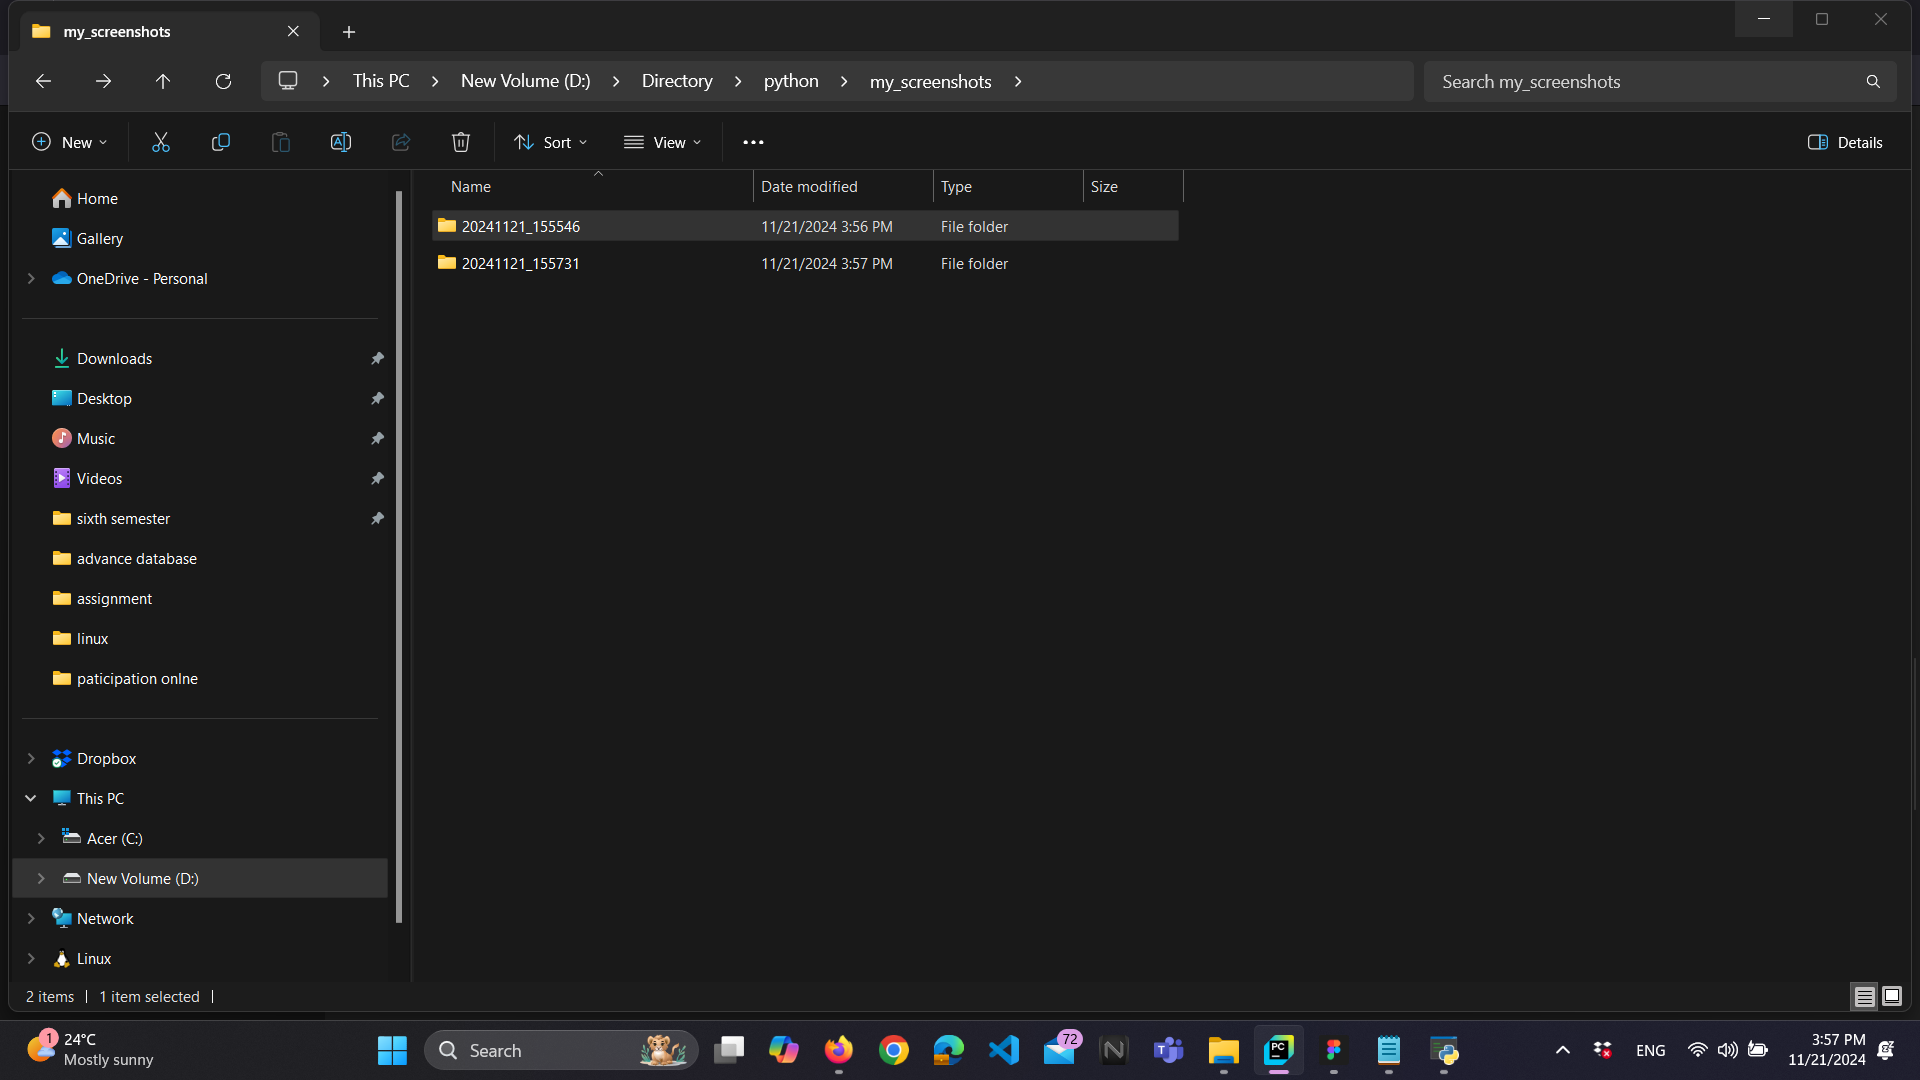 my_screenshots
This PC
New Volume (D:)
Directory
python
my_screenshots
Search my_screenshots
New
Sort
View
Details
Name
Date modified
Type
Size
20241121_155546 11/21/2024 3:56 PM File folder
20241121_155731 11/21/2024 3:57 PM File folder
Home
Gallery
OneDrive - Personal
Downloads
Desktop
Music
Videos
sixth semester
advance database
assignment
linux
paticipation onlne
Dropbox
This PC
Acer (C:)
New Volume (D:)
Network
Linux
2 items
1 item selected
1
24°C
Mostly sunny
Search
72
PC
ENG
3:57 PM
11/21/2024